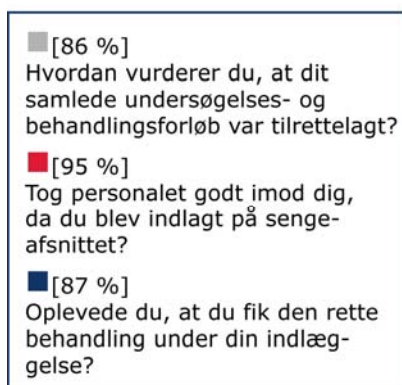 [86 %]
Hvordan vurderer du, at dit
samlede undersøgelses- og
behandlingsforløb var tilrettelagt?
[95 %]
Tog personalet godt imod dig,
da du blev indlagt på senge-
afsnittet?
[87 %]
Oplevede du, at du fik den rette
behandling under din indlæg-
gelse?